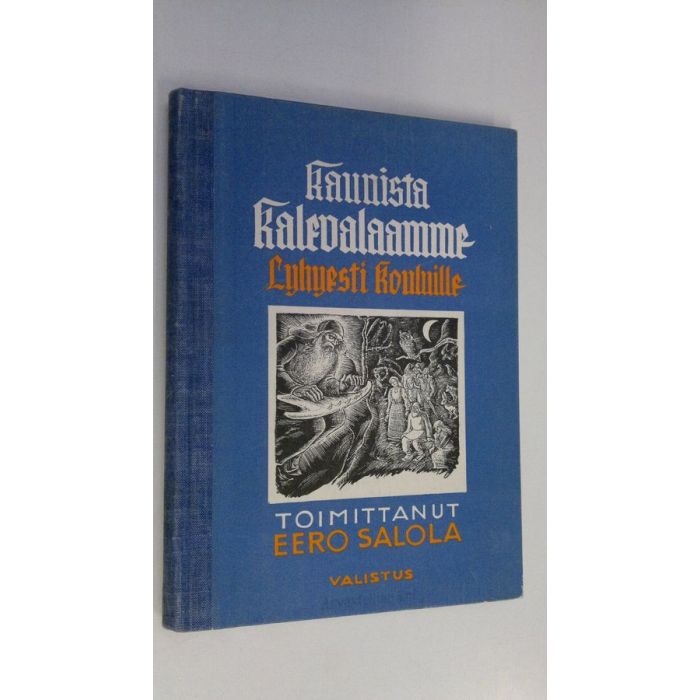 Kaunista
Kalevalaamme
Lyhyesti kouluille
TOIMITTANUT
EERO SALOLA
VALISTUS